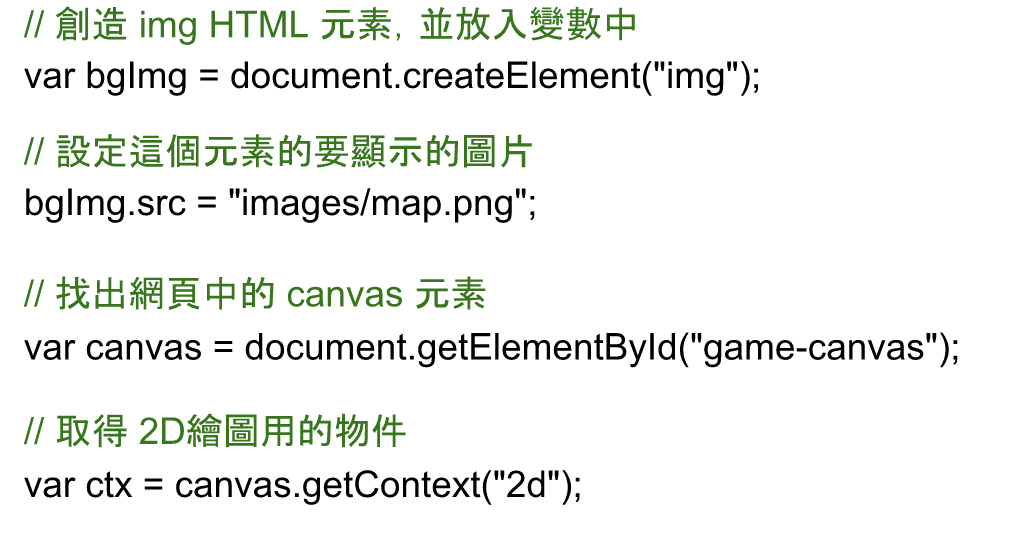 // 創造 img HTML 元素，並放入變數中
var bgImg = document.createElement("img");
// 設定這個元素的要顯示的圖片
bgImg.src = "images/map.png";
// 找出網頁中的 canvas 元素
var canvas = document.getElementById("game-canvas");
// 取得 2D繪圖用的物件
var ctx = canvas.getContext("2d");